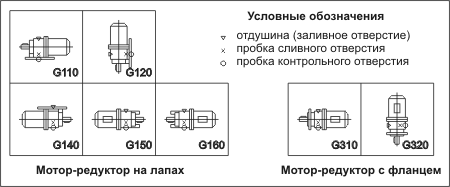 Условные обозначения
отдушина (заливное отверстие)
пробка сливного отверстия
пробка контрольного отверстия
G110
G120
G140
G150
G160
G310
G320
Мотор-редуктор на лапах
Мотор-редуктор с фланцем